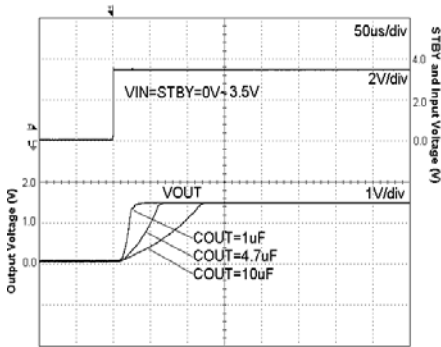 50us/div
2V/div
VIN=STBY=0V~3.5V
4.0
2.0
0.0
STBY and Input Voltage (V)
2.0
VOUT
1V/div
1.0
COUT=1uF
COUT=4.7uF
COUT=10uF
0.0
Output Voltage (V)